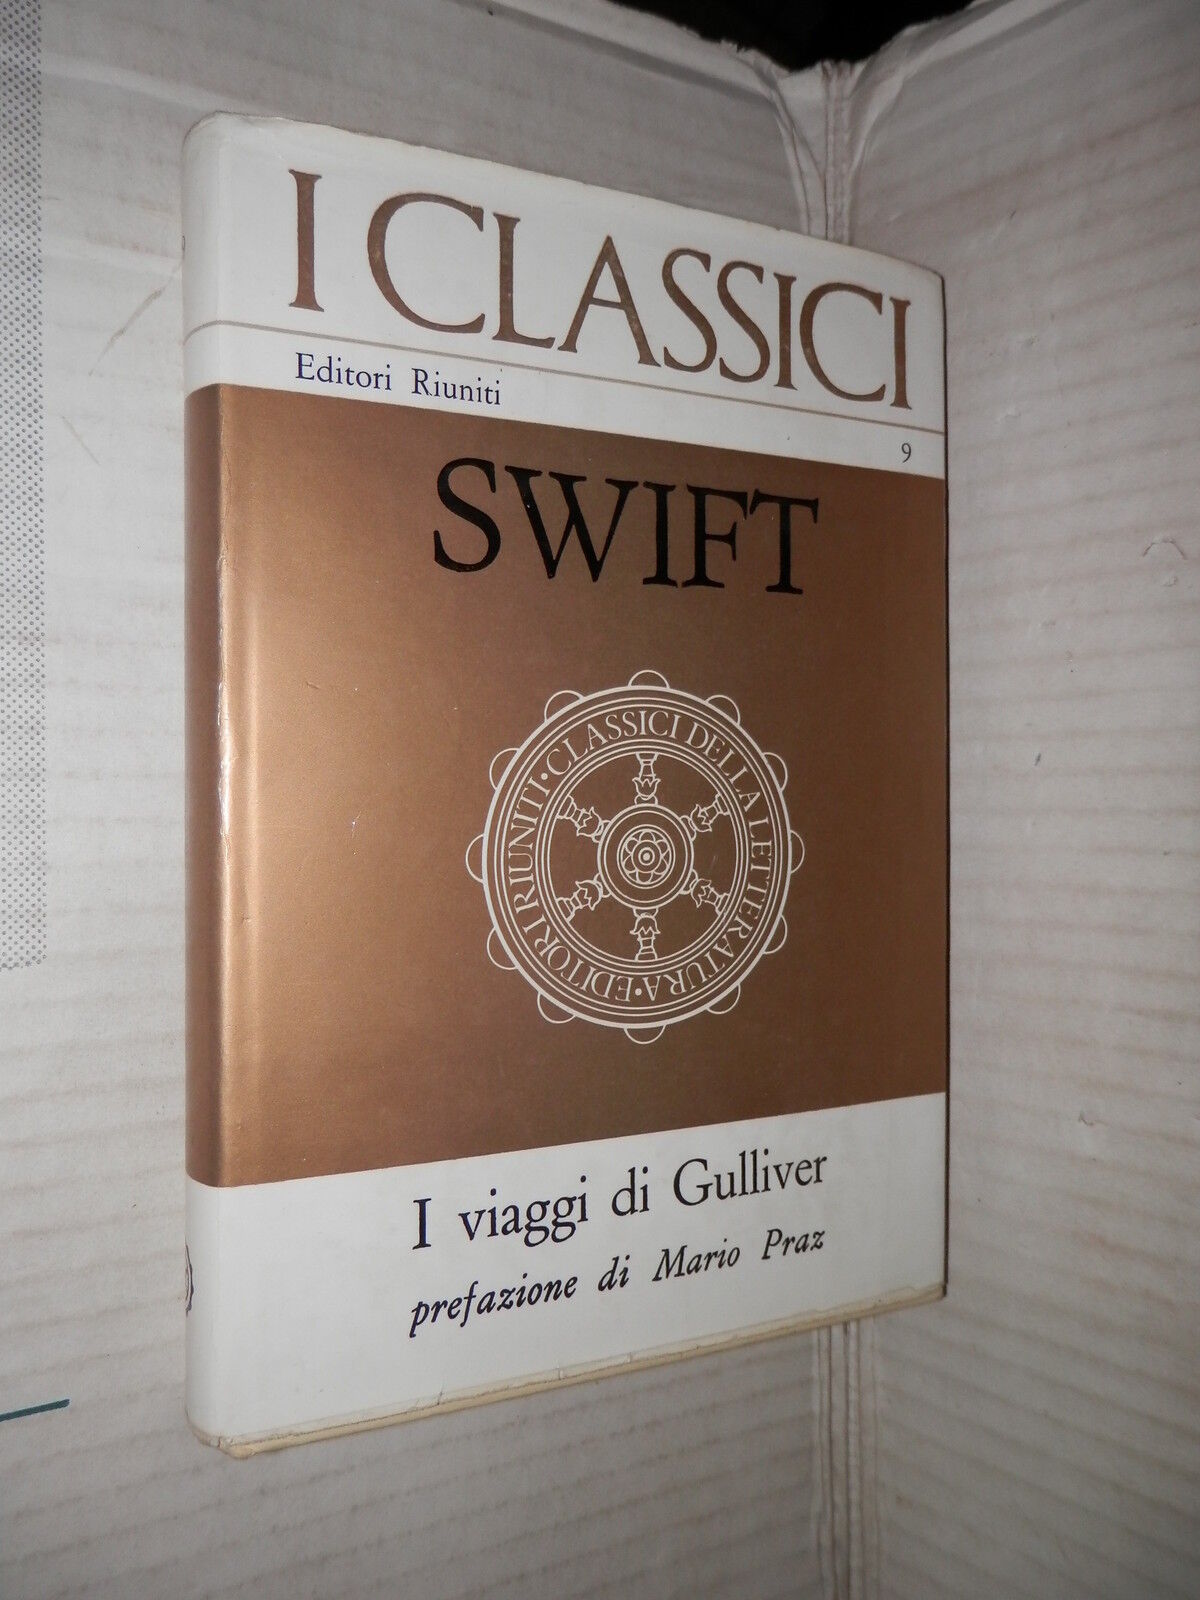 I CLASSICI
Editori Riuniti
9
SWIFT
CLASSICI DELLA LETTERATURA · EDITORI RIUNITI ·
I viaggi di Gulliver
prefazione di Mario Praz